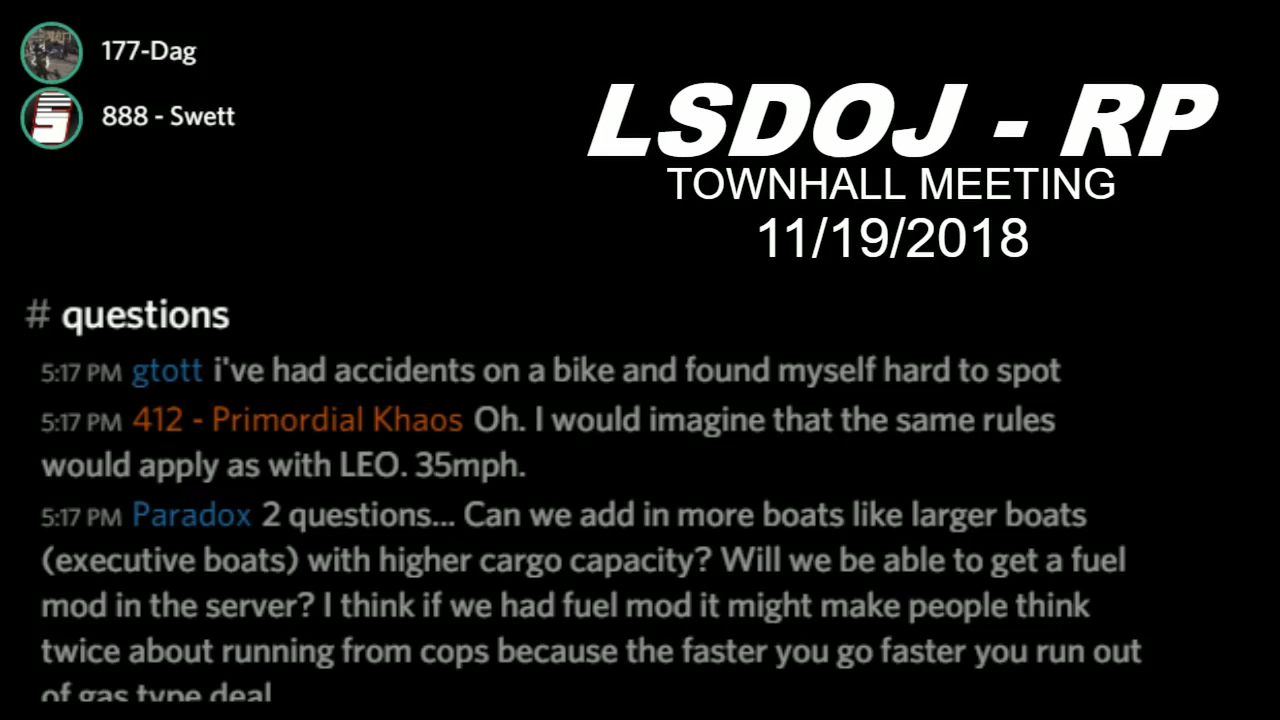 177-Dag
888 - Swett
LSDOJ - RP
TOWNHALL MEETING
11/19/2018
# questions
5:17 PM gtott i've had accidents on a bike and found myself hard to spot
5:17 PM 412 - Primordial Khaos Oh. I would imagine that the same rules
would apply as with LEO. 35mph.
5:17 PM Paradox 2 questions... Can we add in more boats like larger boats
(executive boats) with higher cargo capacity? Will we be able to get a fuel
mod in the server? I think if we had fuel mod it might make people think
twice about running from cops because the faster you go faster you run out
of gas type deal